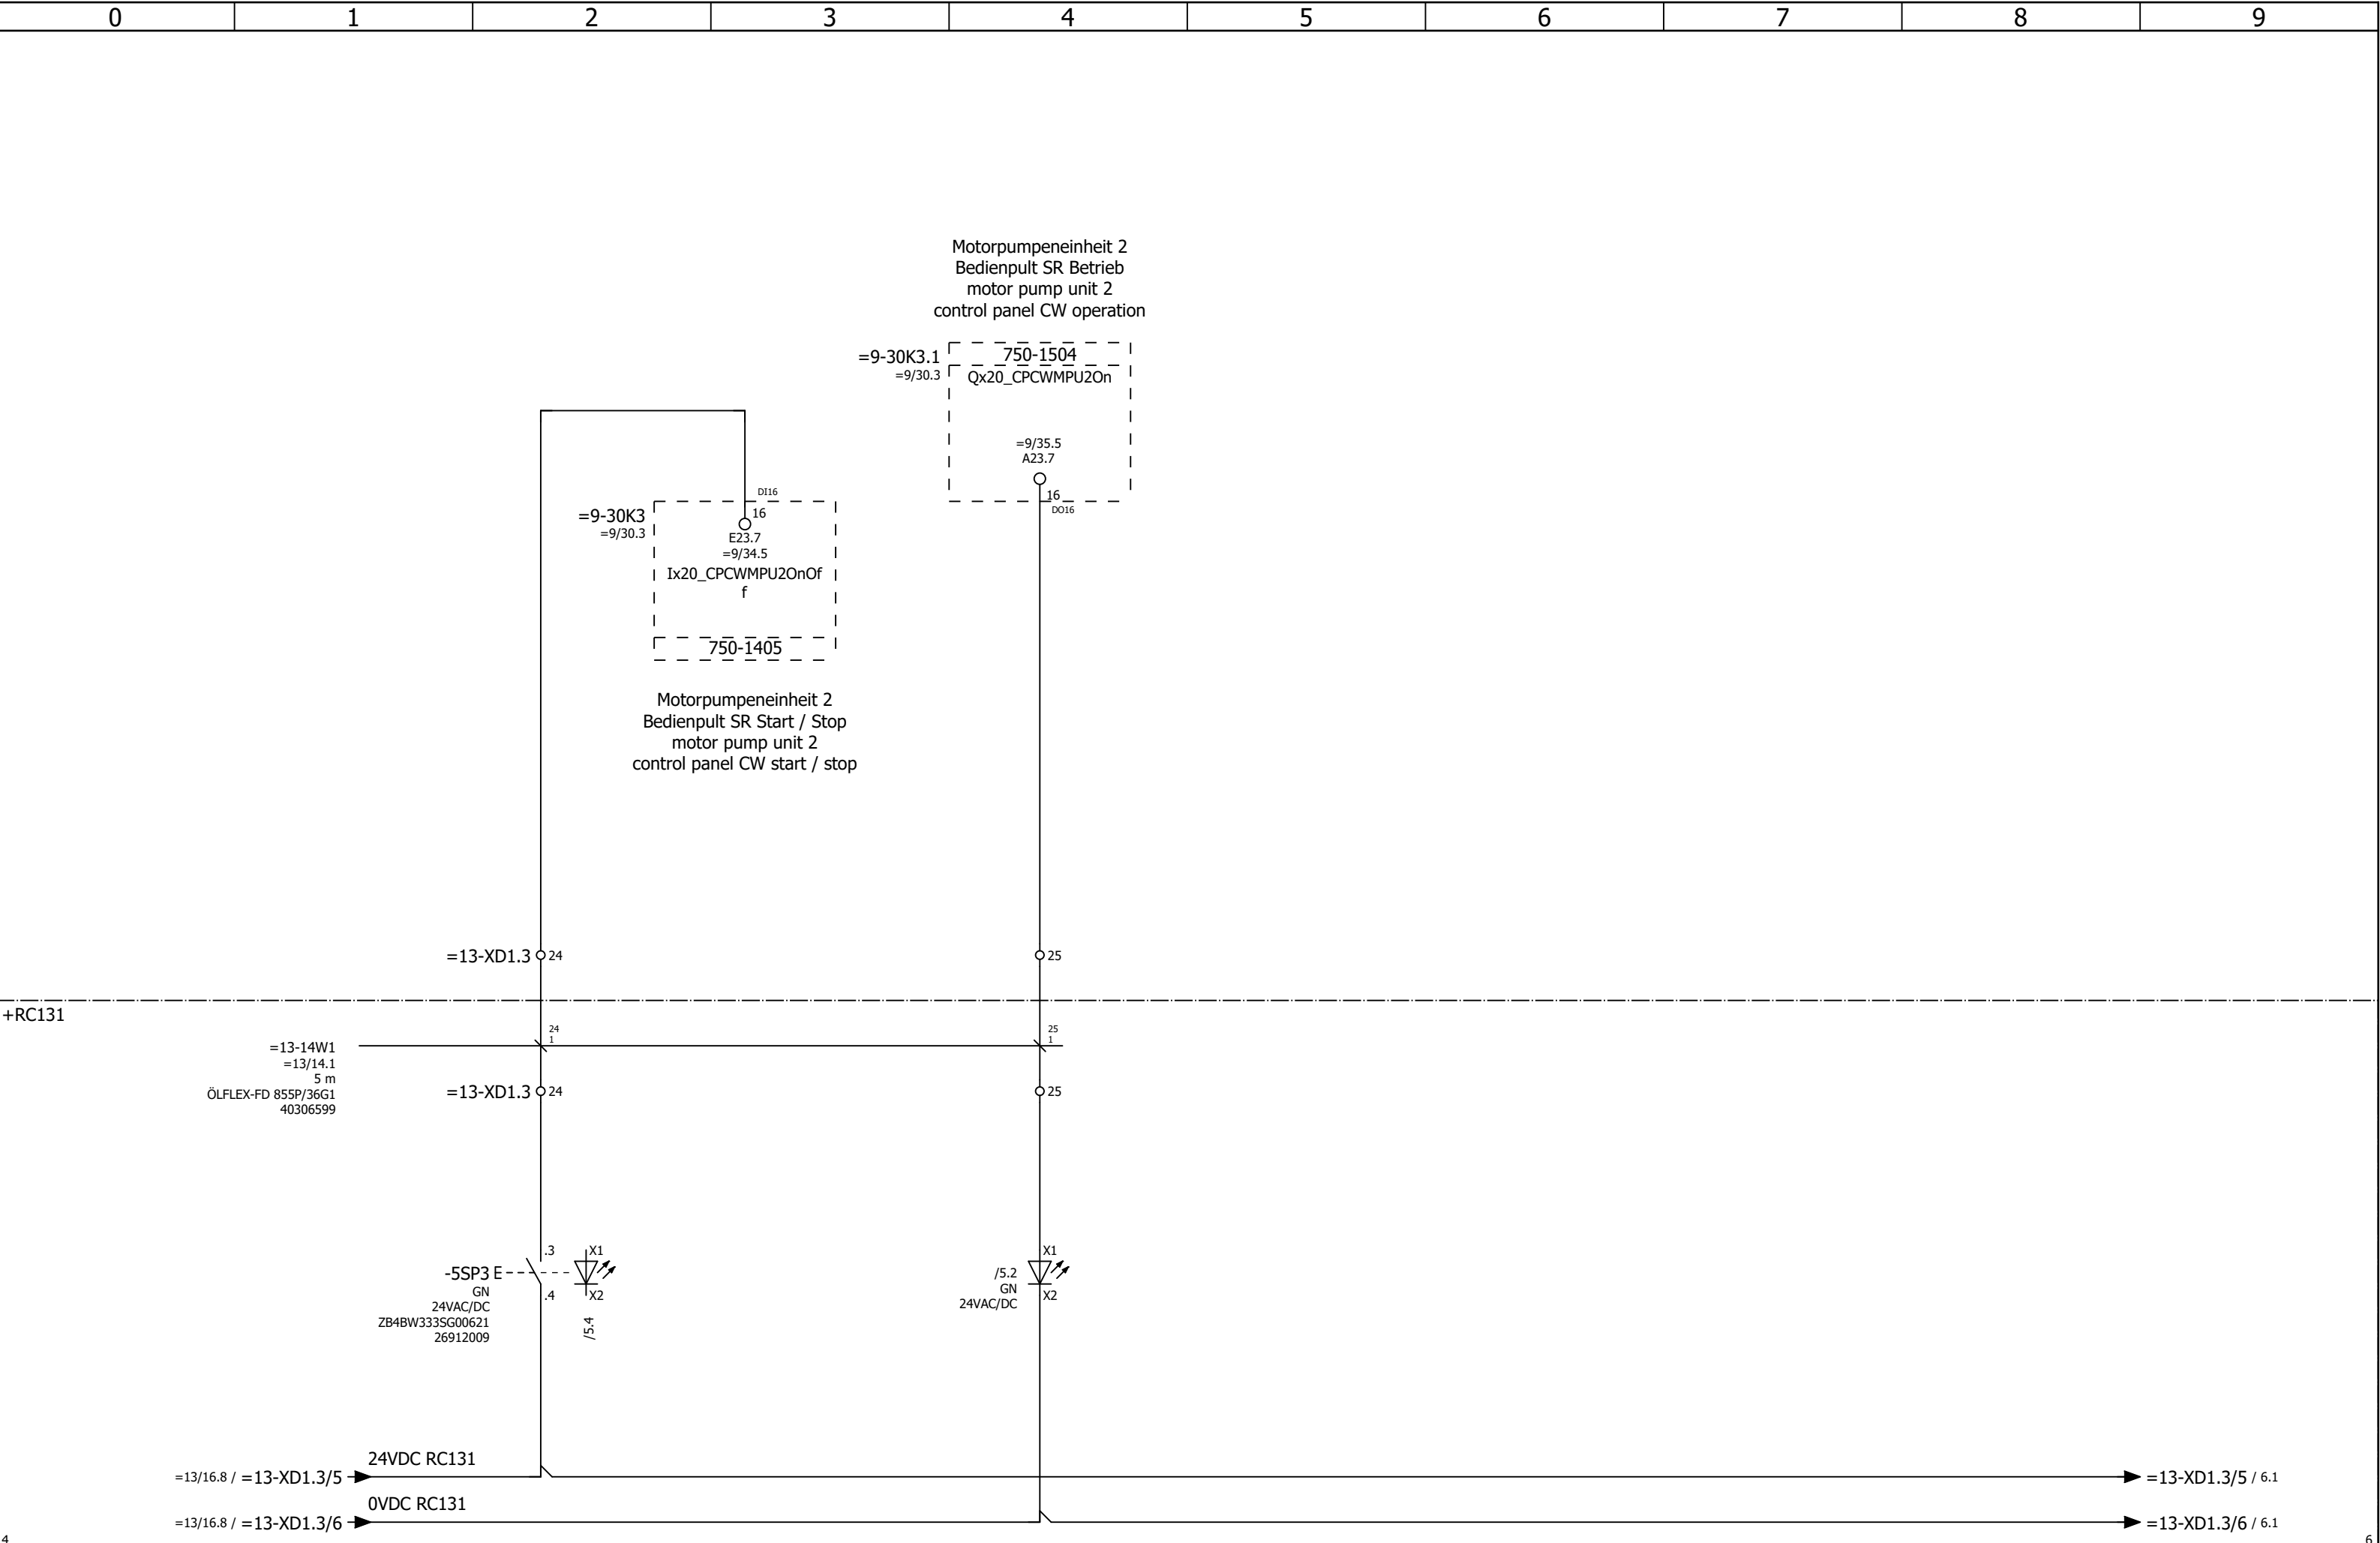 0
1
2
3
4
5
6
7
8
9
Motorpumpeneinheit 2
Bedienpult SR Betrieb
motor pump unit 2
control panel CW operation
=9-30K3.1
=9/30.3
750-1504
Qx20_CPCWMPU2On
=9/35.5
A23.7
16
DO16
=9-30K3
=9/30.3
DI16
16
E23.7
=9/34.5
Ix20_CPCWMPU2OnOf
f
750-1405
Motorpumpeneinheit 2
Bedienpult SR Start / Stop
motor pump unit 2
control panel CW start / stop
=13-XD1.3
24
25
+RC131
=13-14W1
=13/14.1
5 m
ÖLFLEX-FD 855P/36G1
40306599
24
1
25
1
=13-XD1.3
24
25
-5SP3
E
GN
24VAC/DC
ZB4BW333SG00621
26912009
.3
.4
X1
X2
/5.4
/5.2
GN
24VAC/DC
X1
X2
24VDC RC131
=13/16.8 / =13-XD1.3/5
=13-XD1.3/5 / 6.1
0VDC RC131
=13/16.8 / =13-XD1.3/6
=13-XD1.3/6 / 6.1
4
6